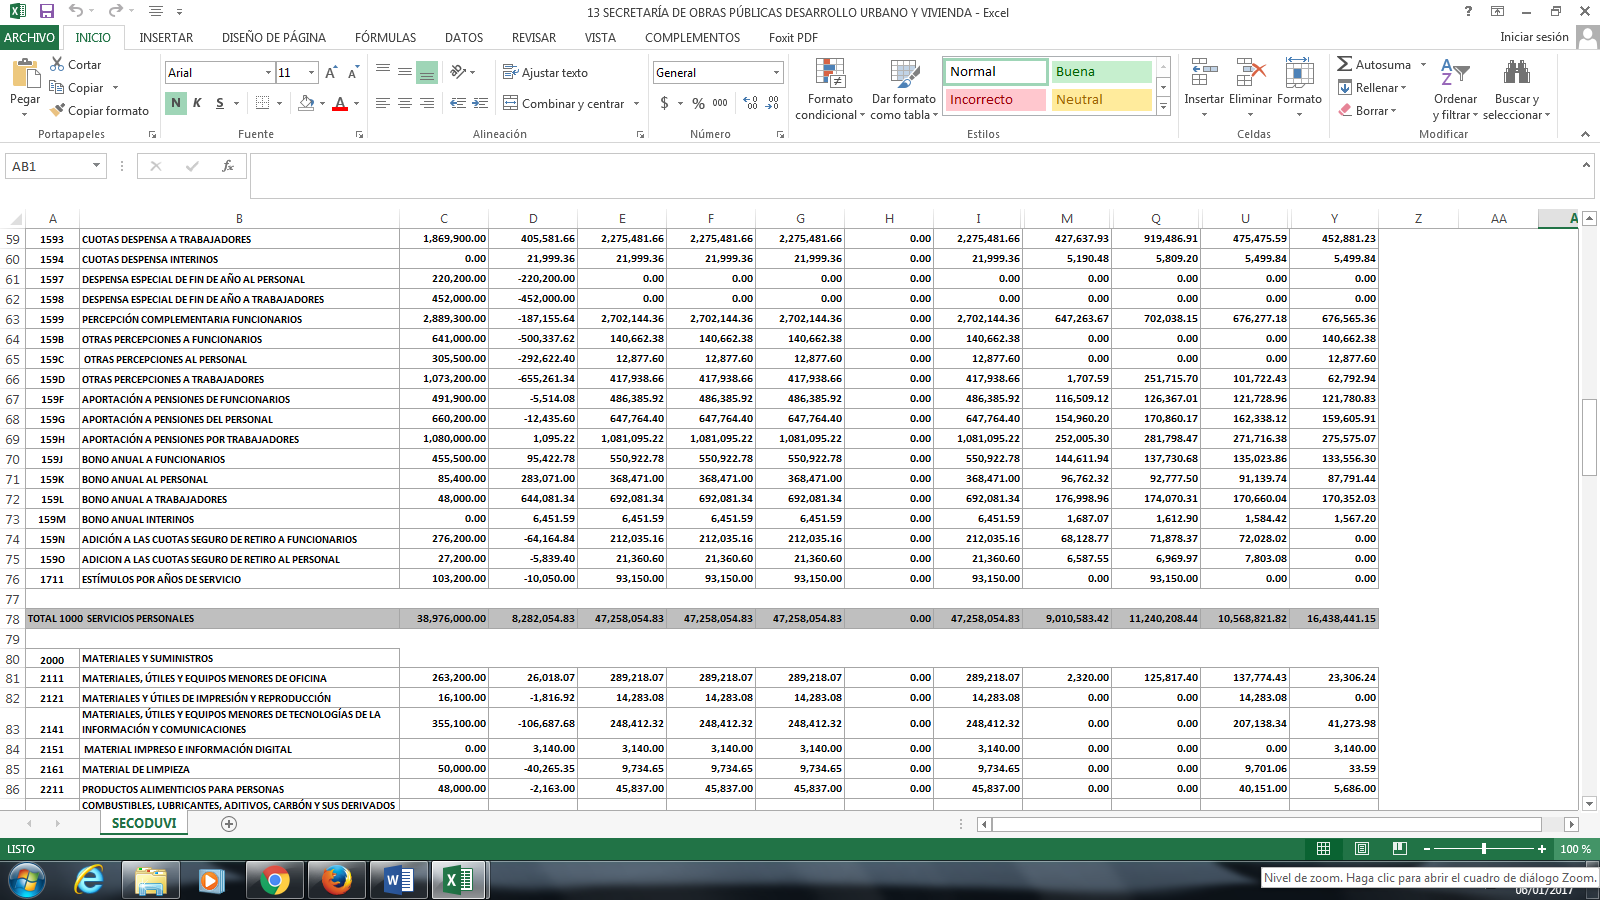 13 SECRETARÍA DE OBRAS PÚBLICAS DESARROLLO URBANO Y VIVIENDA - Excel
ARCHIVO INICIO INSERTAR DISEÑO DE PÁGINA FÓRMULAS DATOS REVISAR VISTA COMPLEMENTOS Foxit PDF Iniciar sesión
Pegar Cortar Copiar Copiar formato Portapapeles
Arial 11 N K S Fuente
Ajustar texto Combinar y centrar Alineación
General $ % 000 Número
Formato condicional Dar formato como tabla Normal Buena Incorrecto Neutral Estilos
Insertar Eliminar Formato Celdas
Autosuma Rellenar Borrar Ordenar y filtrar Buscar y seleccionar Modificar
AB1 fx
A B C D E F G H I M Q U Y Z AA A
59 1593 CUOTAS DESPENSA A TRABAJADORES 1,869,900.00 405,581.66 2,275,481.66 2,275,481.66 2,275,481.66 0.00 2,275,481.66 427,637.93 919,486.91 475,475.59 452,881.23
60 1594 CUOTAS DESPENSA INTERINOS 0.00 21,999.36 21,999.36 21,999.36 21,999.36 0.00 21,999.36 5,190.48 5,809.20 5,499.84 5,499.84
61 1597 DESPENSA ESPECIAL DE FIN DE AÑO AL PERSONAL 220,200.00 -220,200.00 0.00 0.00 0.00 0.00 0.00 0.00 0.00 0.00 0.00
62 1598 DESPENSA ESPECIAL DE FIN DE AÑO A TRABAJADORES 452,000.00 -452,000.00 0.00 0.00 0.00 0.00 0.00 0.00 0.00 0.00 0.00
63 1599 PERCEPCIÓN COMPLEMENTARIA FUNCIONARIOS 2,889,300.00 -187,155.64 2,702,144.36 2,702,144.36 2,702,144.36 0.00 2,702,144.36 647,263.67 702,038.15 676,277.18 676,565.36
64 159B OTRAS PERCEPCIONES A FUNCIONARIOS 641,000.00 -500,337.62 140,662.38 140,662.38 140,662.38 0.00 140,662.38 0.00 0.00 0.00 140,662.38
65 159C OTRAS PERCEPCIONES AL PERSONAL 305,500.00 -292,622.40 12,877.60 12,877.60 12,877.60 0.00 12,877.60 0.00 0.00 0.00 12,877.60
66 159D OTRAS PERCEPCIONES A TRABAJADORES 1,073,200.00 -655,261.34 417,938.66 417,938.66 417,938.66 0.00 417,938.66 1,707.59 251,715.70 101,722.43 62,792.94
67 159F APORTACIÓN A PENSIONES DE FUNCIONARIOS 491,900.00 -5,514.08 486,385.92 486,385.92 486,385.92 0.00 486,385.92 116,509.12 126,367.01 121,728.96 121,780.83
68 159G APORTACIÓN A PENSIONES DEL PERSONAL 660,200.00 -12,435.60 647,764.40 647,764.40 647,764.40 0.00 647,764.40 154,960.20 170,860.17 162,338.12 159,605.91
69 159H APORTACIÓN A PENSIONES POR TRABAJADORES 1,080,000.00 1,095.22 1,081,095.22 1,081,095.22 1,081,095.22 0.00 1,081,095.22 252,005.30 281,798.47 271,716.38 275,575.07
70 159J BONO ANUAL A FUNCIONARIOS 455,500.00 95,422.78 550,922.78 550,922.78 550,922.78 0.00 550,922.78 144,611.94 137,730.68 135,023.86 133,556.30
71 159K BONO ANUAL AL PERSONAL 85,400.00 283,071.00 368,471.00 368,471.00 368,471.00 0.00 368,471.00 96,762.32 92,777.50 91,139.74 87,791.44
72 159L BONO ANUAL A TRABAJADORES 48,000.00 644,081.34 692,081.34 692,081.34 692,081.34 0.00 692,081.34 176,998.96 174,070.31 170,660.04 170,352.03
73 159M BONO ANUAL INTERINOS 0.00 6,451.59 6,451.59 6,451.59 6,451.59 0.00 6,451.59 1,687.07 1,612.90 1,584.42 1,567.20
74 159N ADICIÓN A LAS CUOTAS SEGURO DE RETIRO A FUNCIONARIOS 276,200.00 -64,164.84 212,035.16 212,035.16 212,035.16 0.00 212,035.16 68,128.77 71,878.37 72,028.02 0.00
75 159O ADICION A LAS CUOTAS SEGURO DE RETIRO AL PERSONAL 27,200.00 -5,839.40 21,360.60 21,360.60 21,360.60 0.00 21,360.60 6,587.55 6,969.97 7,803.08 0.00
76 1711 ESTÍMULOS POR AÑOS DE SERVICIO 103,200.00 -10,050.00 93,150.00 93,150.00 93,150.00 0.00 93,150.00 0.00 93,150.00 0.00 0.00
77
78 TOTAL 1000 SERVICIOS PERSONALES 38,976,000.00 8,282,054.83 47,258,054.83 47,258,054.83 47,258,054.83 0.00 47,258,054.83 9,010,583.42 11,240,208.44 10,568,821.82 16,438,441.15
79
80 2000 MATERIALES Y SUMINISTROS
81 2111 MATERIALES, ÚTILES Y EQUIPOS MENORES DE OFICINA 263,200.00 26,018.07 289,218.07 289,218.07 289,218.07 0.00 289,218.07 2,320.00 125,817.40 137,774.43 23,306.24
82 2121 MATERIALES Y ÚTILES DE IMPRESIÓN Y REPRODUCCIÓN 16,100.00 -1,816.92 14,283.08 14,283.08 14,283.08 0.00 14,283.08 0.00 0.00 14,283.08 0.00
MATERIALES, ÚTILES Y EQUIPOS MENORES DE TECNOLOGÍAS DE LA
83 2141 INFORMACIÓN Y COMUNICACIONES 355,100.00 -106,687.68 248,412.32 248,412.32 248,412.32 0.00 248,412.32 0.00 0.00 207,138.34 41,273.98
84 2151 MATERIAL IMPRESO E INFORMACIÓN DIGITAL 0.00 3,140.00 3,140.00 3,140.00 3,140.00 0.00 3,140.00 0.00 0.00 0.00 3,140.00
85 2161 MATERIAL DE LIMPIEZA 50,000.00 -40,265.35 9,734.65 9,734.65 9,734.65 0.00 9,734.65 0.00 0.00 9,701.06 33.59
86 2211 PRODUCTOS ALIMENTICIOS PARA PERSONAS 48,000.00 -2,163.00 45,837.00 45,837.00 45,837.00 0.00 45,837.00 0.00 0.00 40,151.00 5,686.00
COMBUSTIBLES, LUBRICANTES, ADITIVOS, CARBÓN Y SUS DERIVADOS
SECODUVI
LISTO 100 %
Nivel de zoom. Haga clic para abrir el cuadro de diálogo Zoom.
06/01/2017